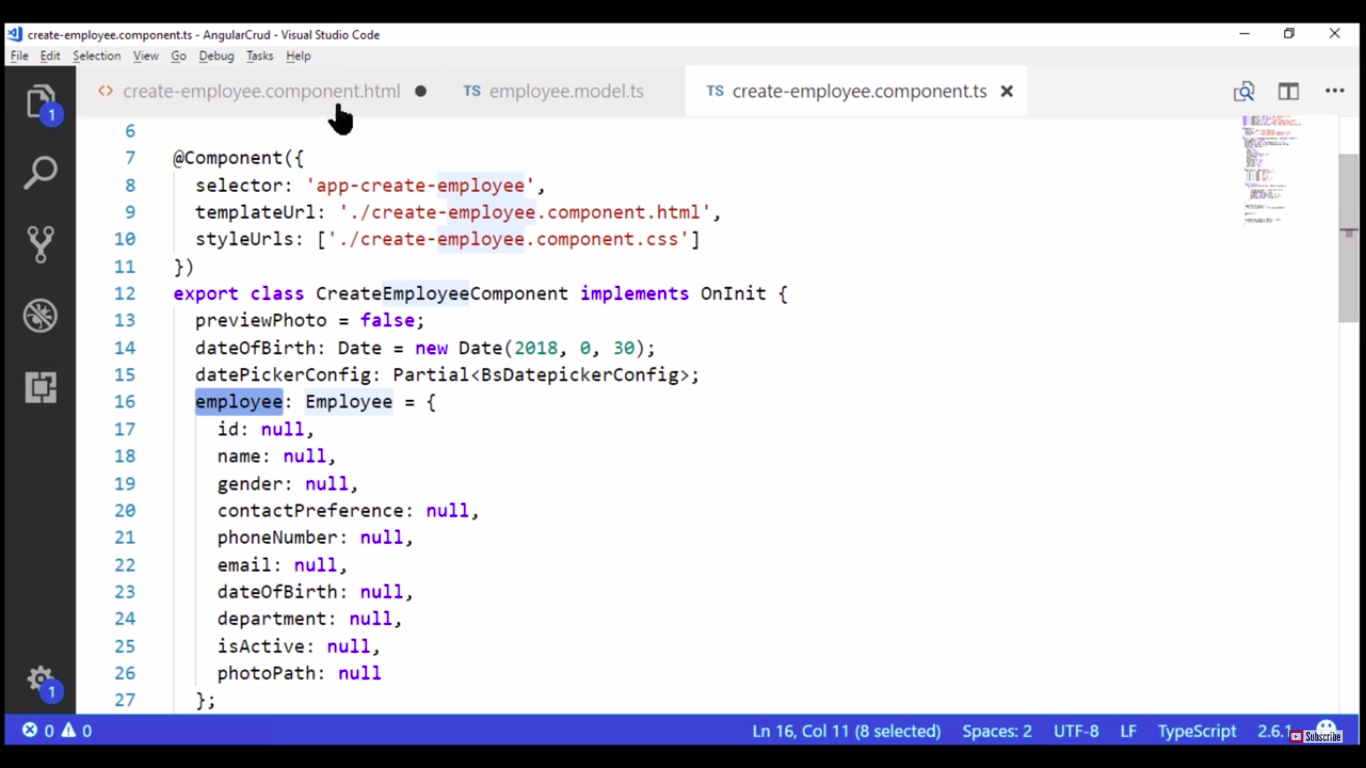 create-employee.component.ts - AngularCrud - Visual Studio Code
File Edit Selection View Go Debug Tasks Help
create-employee.component.html TS employee.model.ts TS create-employee.component.ts
1
6
7 @Component({
8 selector: 'app-create-employee',
9 templateUrl: './create-employee.component.html',
10 styleUrls: ['./create-employee.component.css']
11 })
12 export class CreateEmployeeComponent implements OnInit {
13 previewPhoto = false;
14 dateOfBirth: Date = new Date(2018, 0, 30);
15 datePickerConfig: Partial<BsDatepickerConfig>;
16 employee: Employee = {
17 id: null,
18 name: null,
19 gender: null,
20 contactPreference: null,
21 phoneNumber: null,
22 email: null,
23 dateOfBirth: null,
24 department: null,
25 isActive: null,
26 photoPath: null
1
27 };
0 0 Ln 16, Col 11 (8 selected) Spaces: 2 UTF-8 LF TypeScript 2.6.1
Subscribe